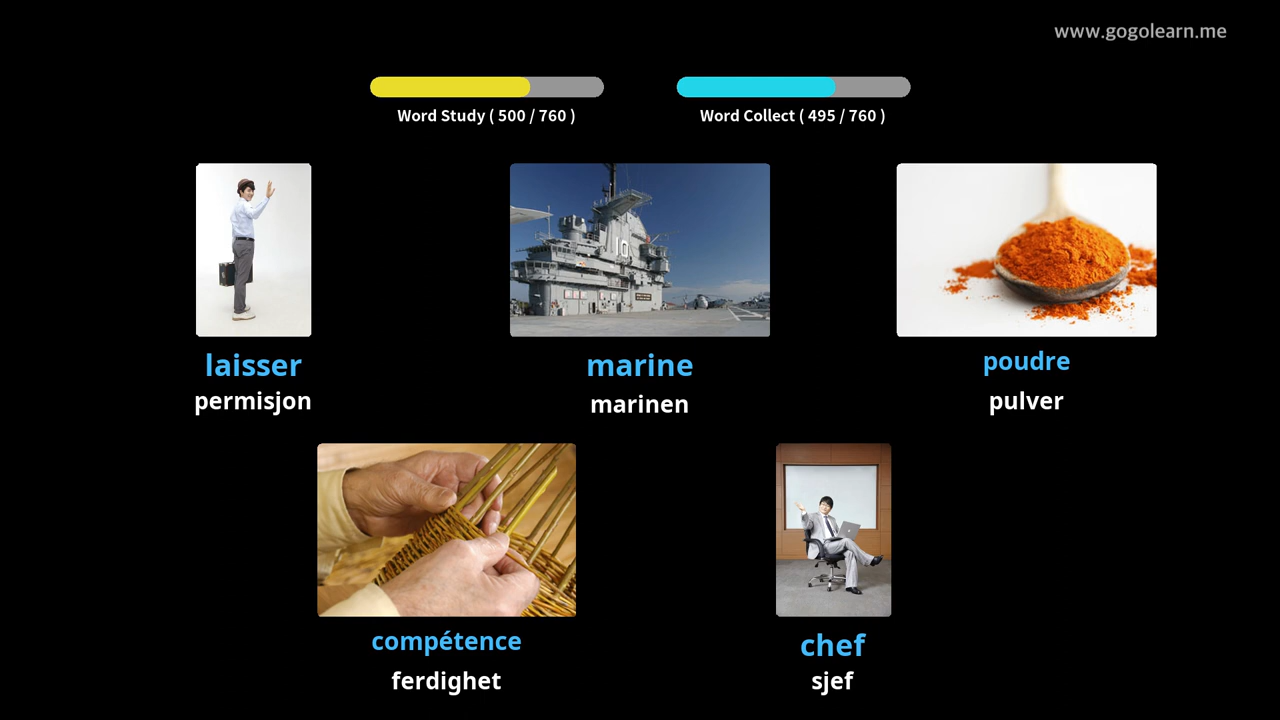 www.gogolearn.me
Word Study ( 500 / 760 )
Word Collect ( 495 / 760 )
laisser
permisjon
marine
marinen
poudre
pulver
compétence
ferdighet
chef
sjef